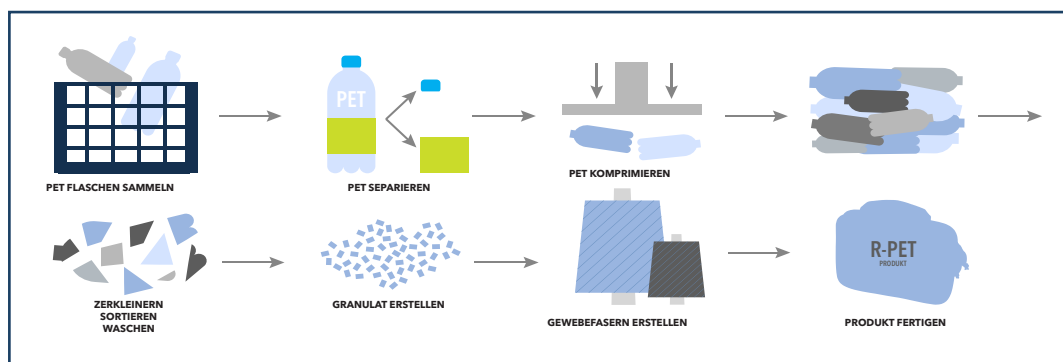 PET
PET FLASCHEN SAMMELN
PET SEPARIEREN
PET KOMPRIMIEREN
ZERKLEINERN
SORTIEREN
WASCHEN
GRANULAT ERSTELLEN
GEWEBEFASERN ERSTELLEN
R-PET
PRODUKT
PRODUKT FERTIGEN